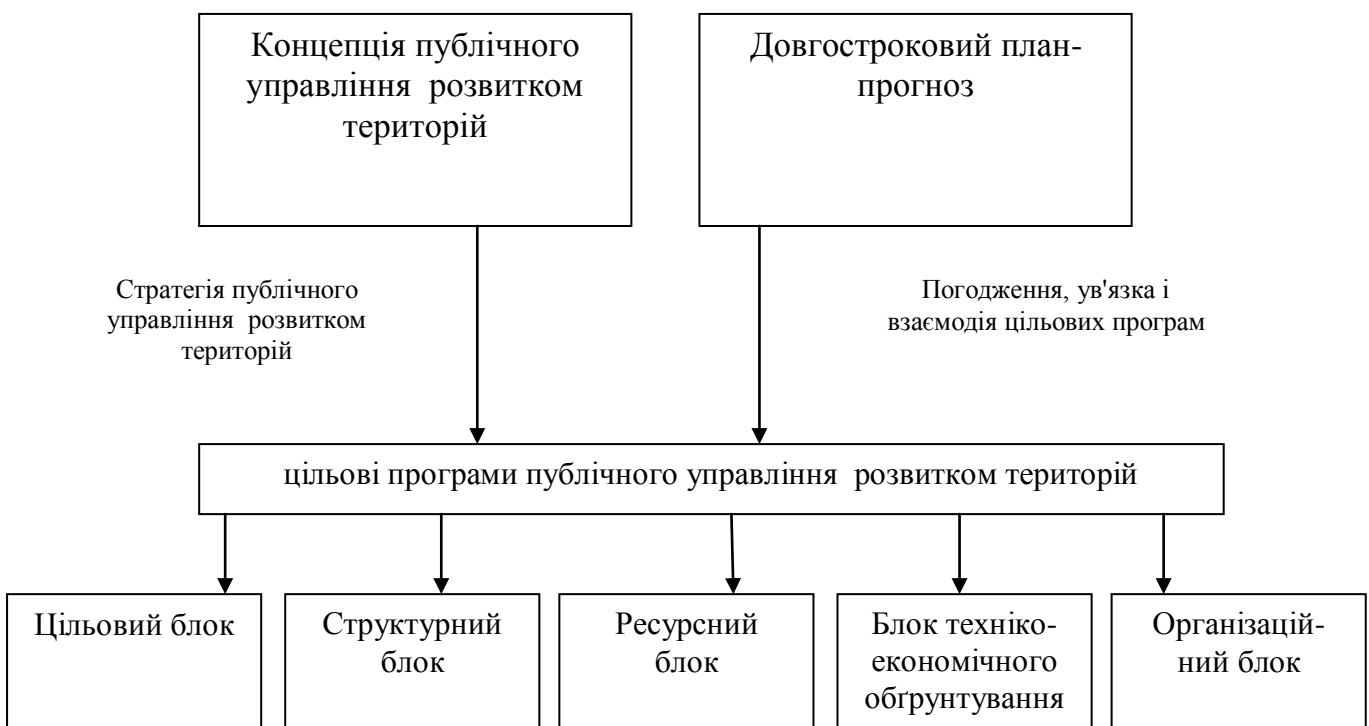 Концепція публічного
управління розвитком
територій
Довгостроковий план-
прогноз
Стратегія публічного
управління розвитком
територій
Погодження, ув'язка і
взаємодія цільових програм
цільові програми публічного управління розвитком територій
Цільовий блок
Структурний
блок
Ресурсний
блок
Блок техніко-
економічного
обґрунтування
Організацій-
ний блок